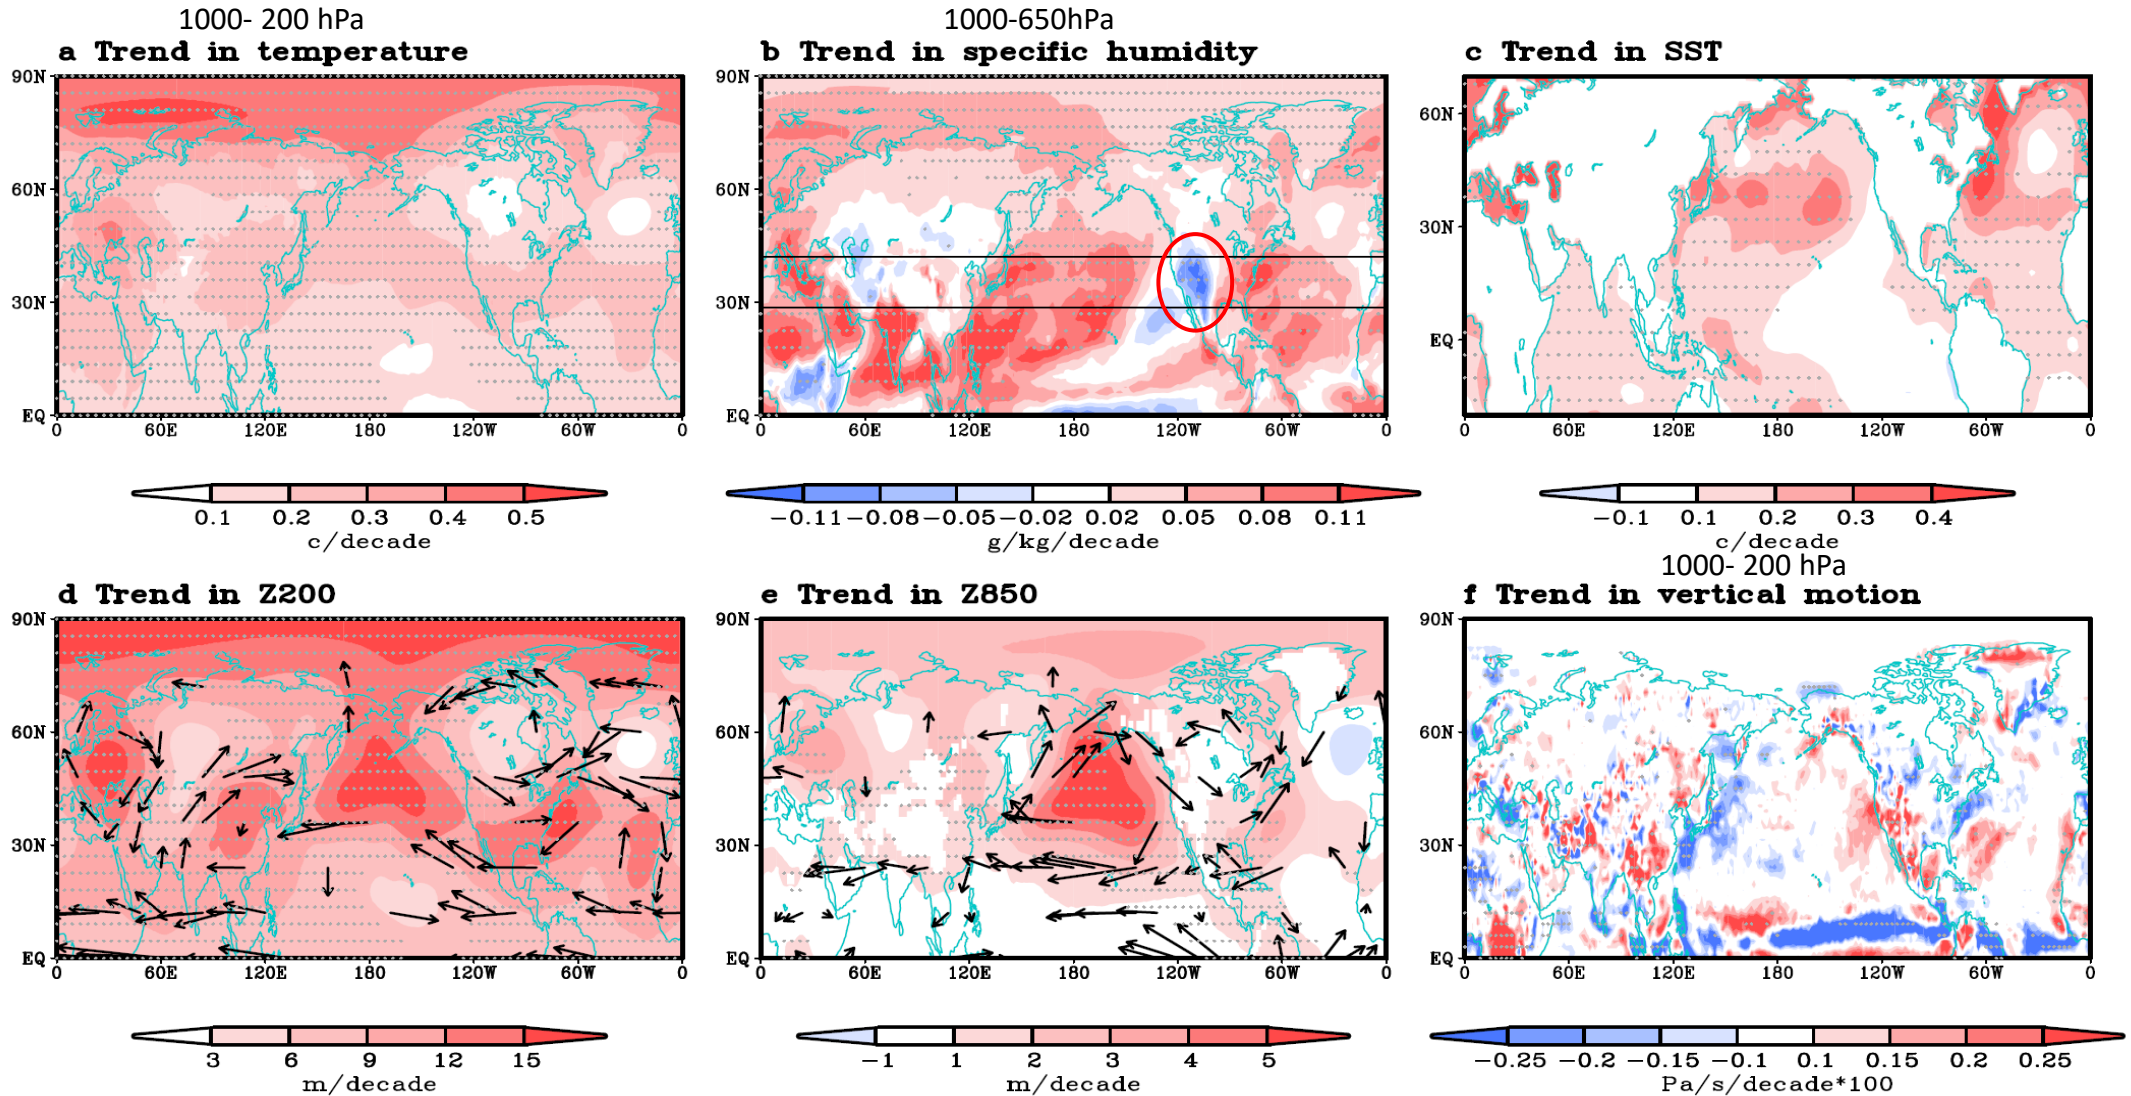 1000- 200 hPa
a Trend in temperature
90N
60N
30N
EQ
0 60E 120E 180 120W 60W 0
0.1 0.2 0.3 0.4 0.5
c/decade
1000-650hPa
b Trend in specific humidity
90N
60N
30N
EQ
0 60E 120E 180 120W 60W 0
-0.11 -0.08 -0.05 -0.02 0.02 0.05 0.08 0.11
g/kg/decade
c Trend in SST
60N
30N
EQ
0 60E 120E 180 120W 60W 0
-0.1 0.1 0.2 0.3 0.4
c/decade
d Trend in Z200
90N
60N
30N
EQ
0 60E 120E 180 120W 60W 0
3 6 9 12 15
m/decade
e Trend in Z850
90N
60N
30N
EQ
0 60E 120E 180 120W 60W 0
-1 1 2 3 4 5
m/decade
1000- 200 hPa
f Trend in vertical motion
90N
60N
30N
EQ
0 60E 120E 180 120W 60W 0
-0.25 -0.2 -0.15 -0.1 0.1 0.15 0.2 0.25
Pa/s/decade*100